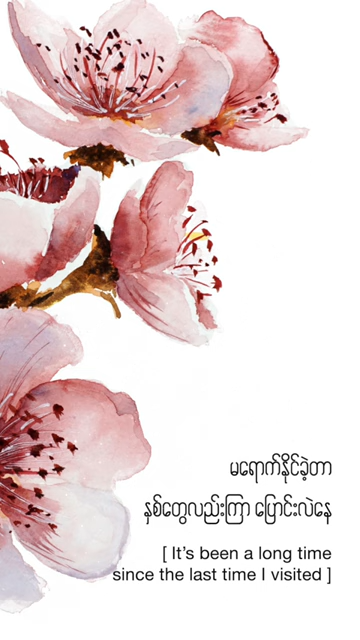 မရောက်နိုင်ခဲ့တာ
နှစ်တွေလည်းကြာ ပြောင်းလဲနေ
[ It's been a long time
since the last time I visited ]